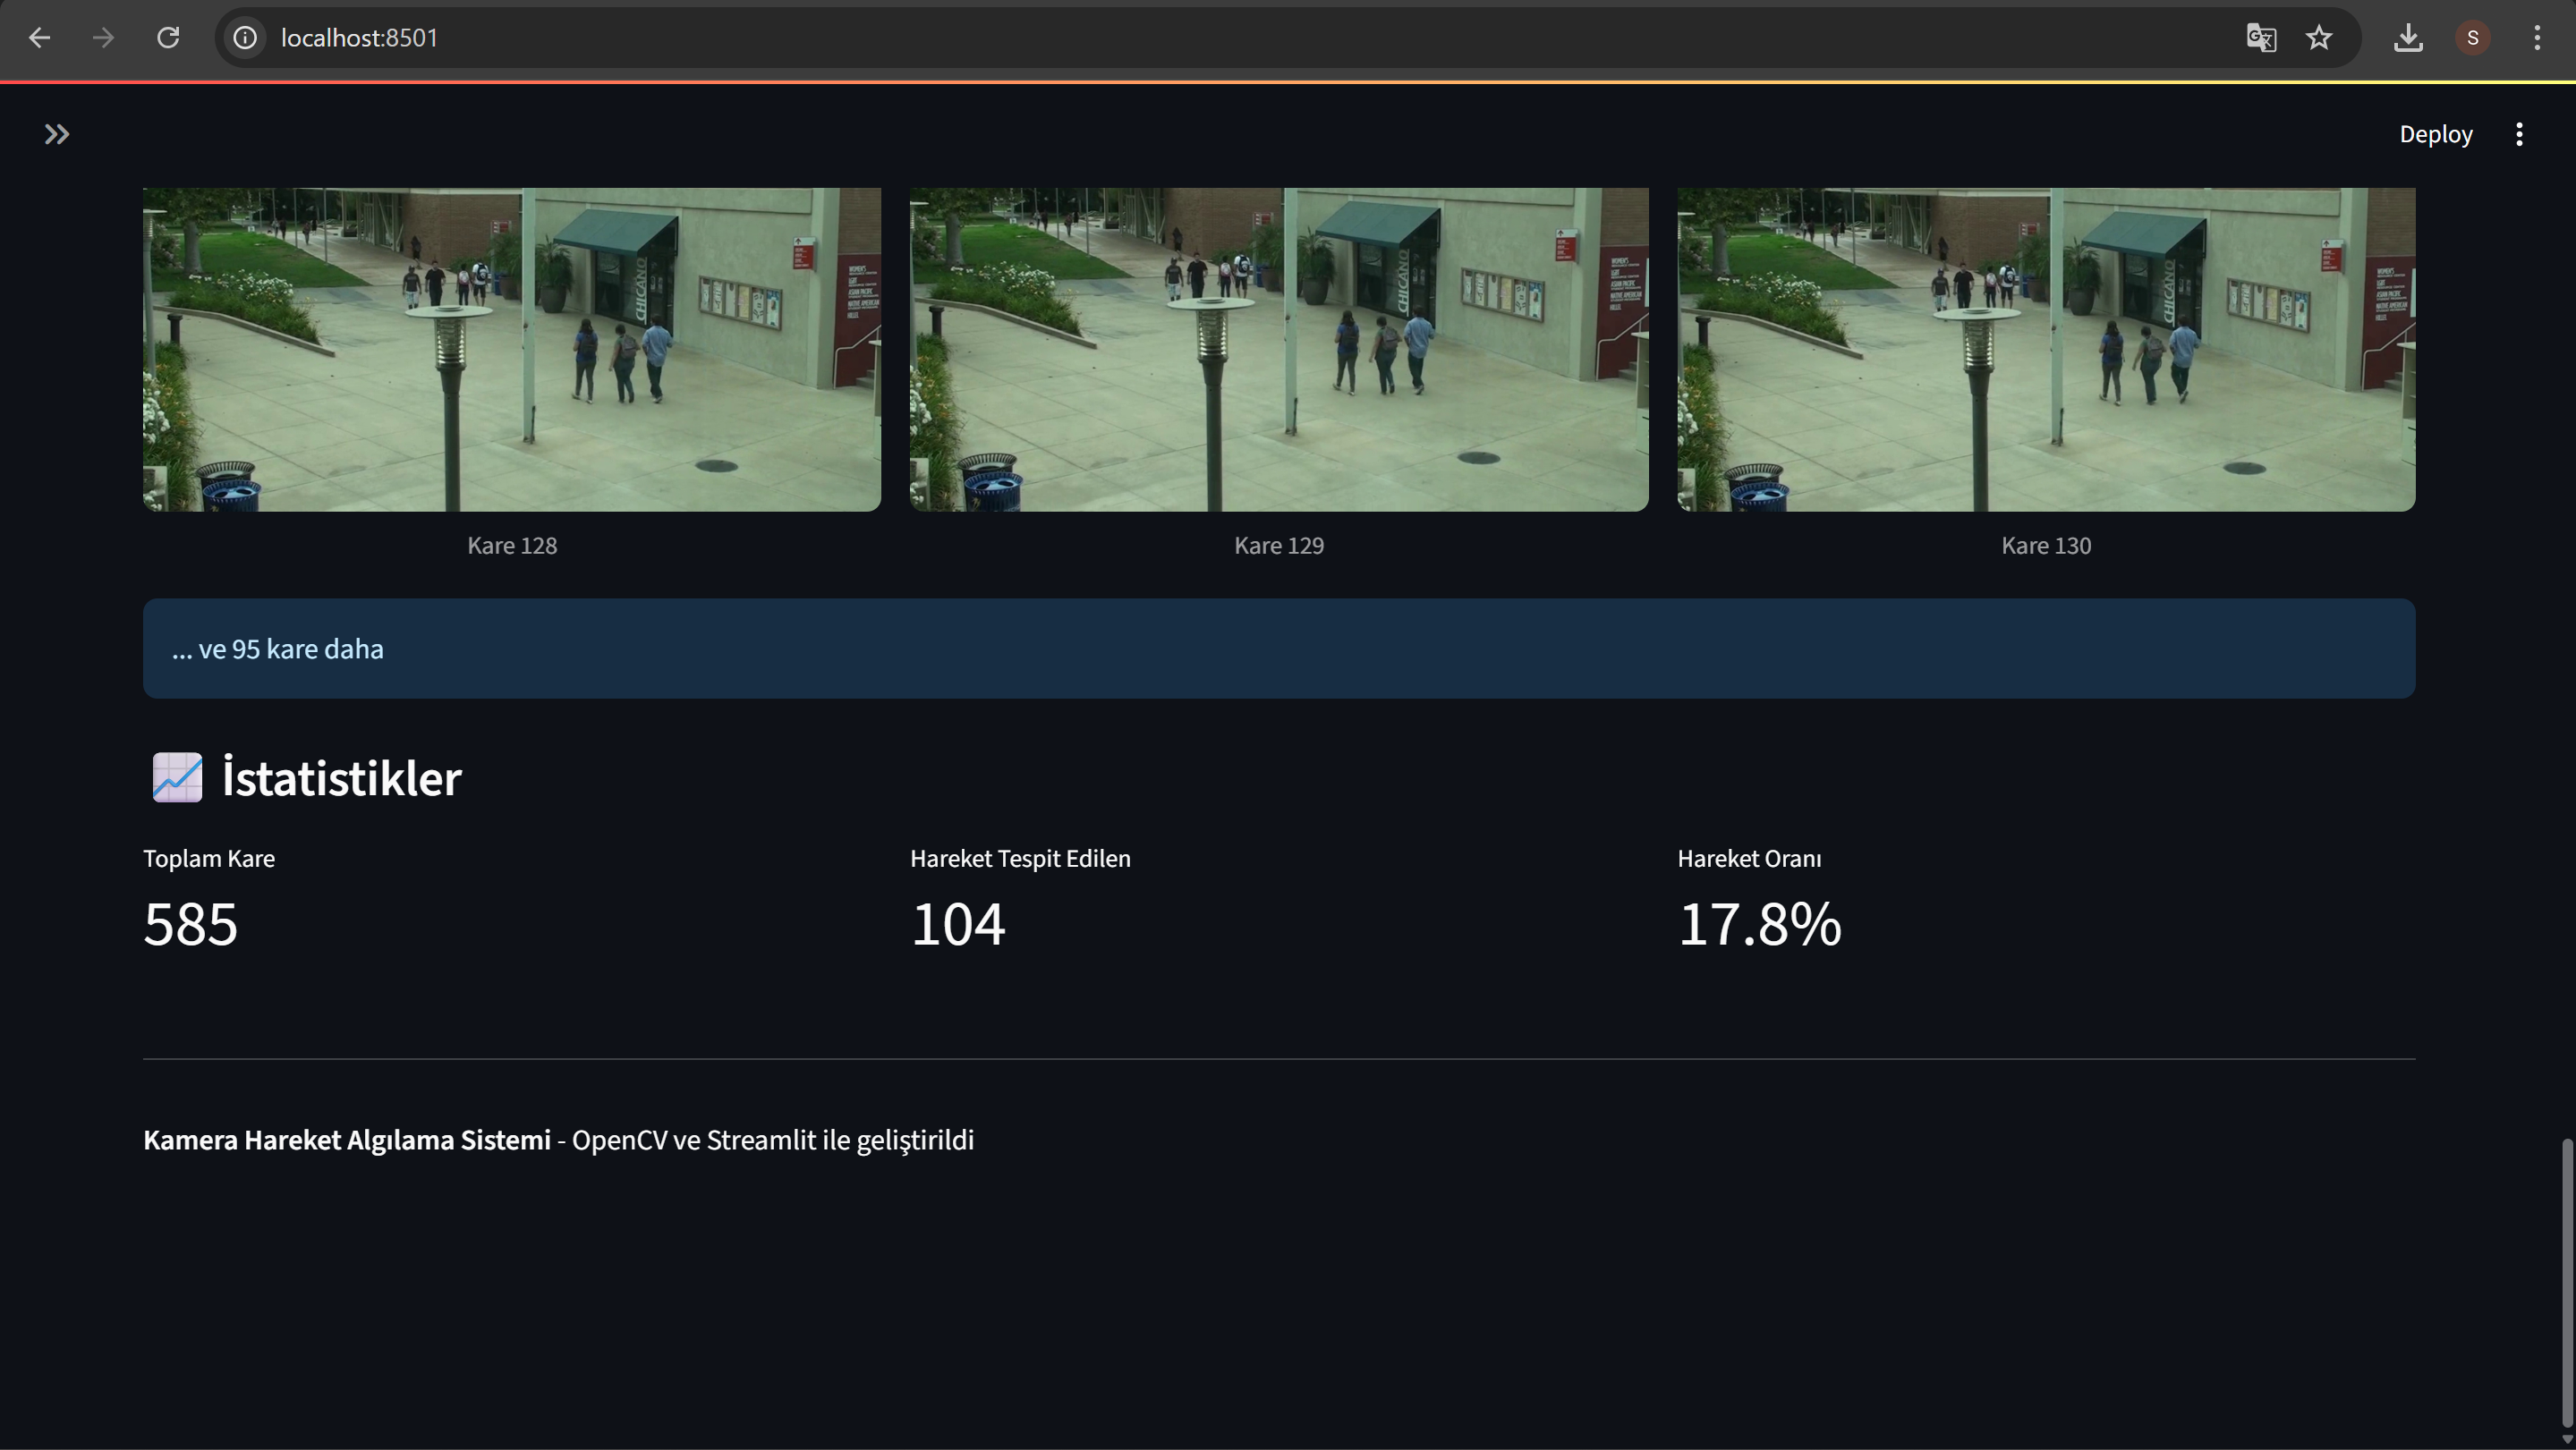 localhost:8501
S
Deploy
CHICANO
CHICANO
CHICANO
Kare 128
Kare 129
Kare 130
... ve 95 kare daha
İstatistikler
Toplam Kare
585
Hareket Tespit Edilen
104
Hareket Oranı
17.8%
Kamera Hareket Algılama Sistemi - OpenCV ve Streamlit ile geliştirildi